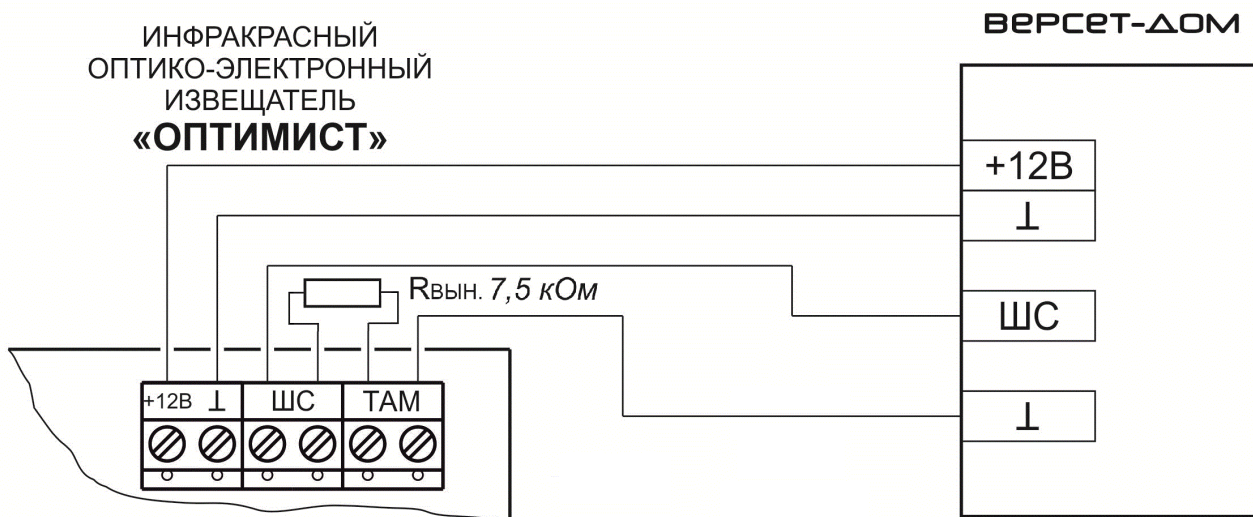 ИНФРАКРАСНЫЙ
ОПТИКО-ЭЛЕКТРОННЫЙ
ИЗВЕЩАТЕЛЬ
«ОПТИМИСТ»
ВЕРСЕТ-ДОМ
+12В
⊥
ШС
⊥
Rвын. 7,5 кОм
+12В ⊥ ШС ТАМ